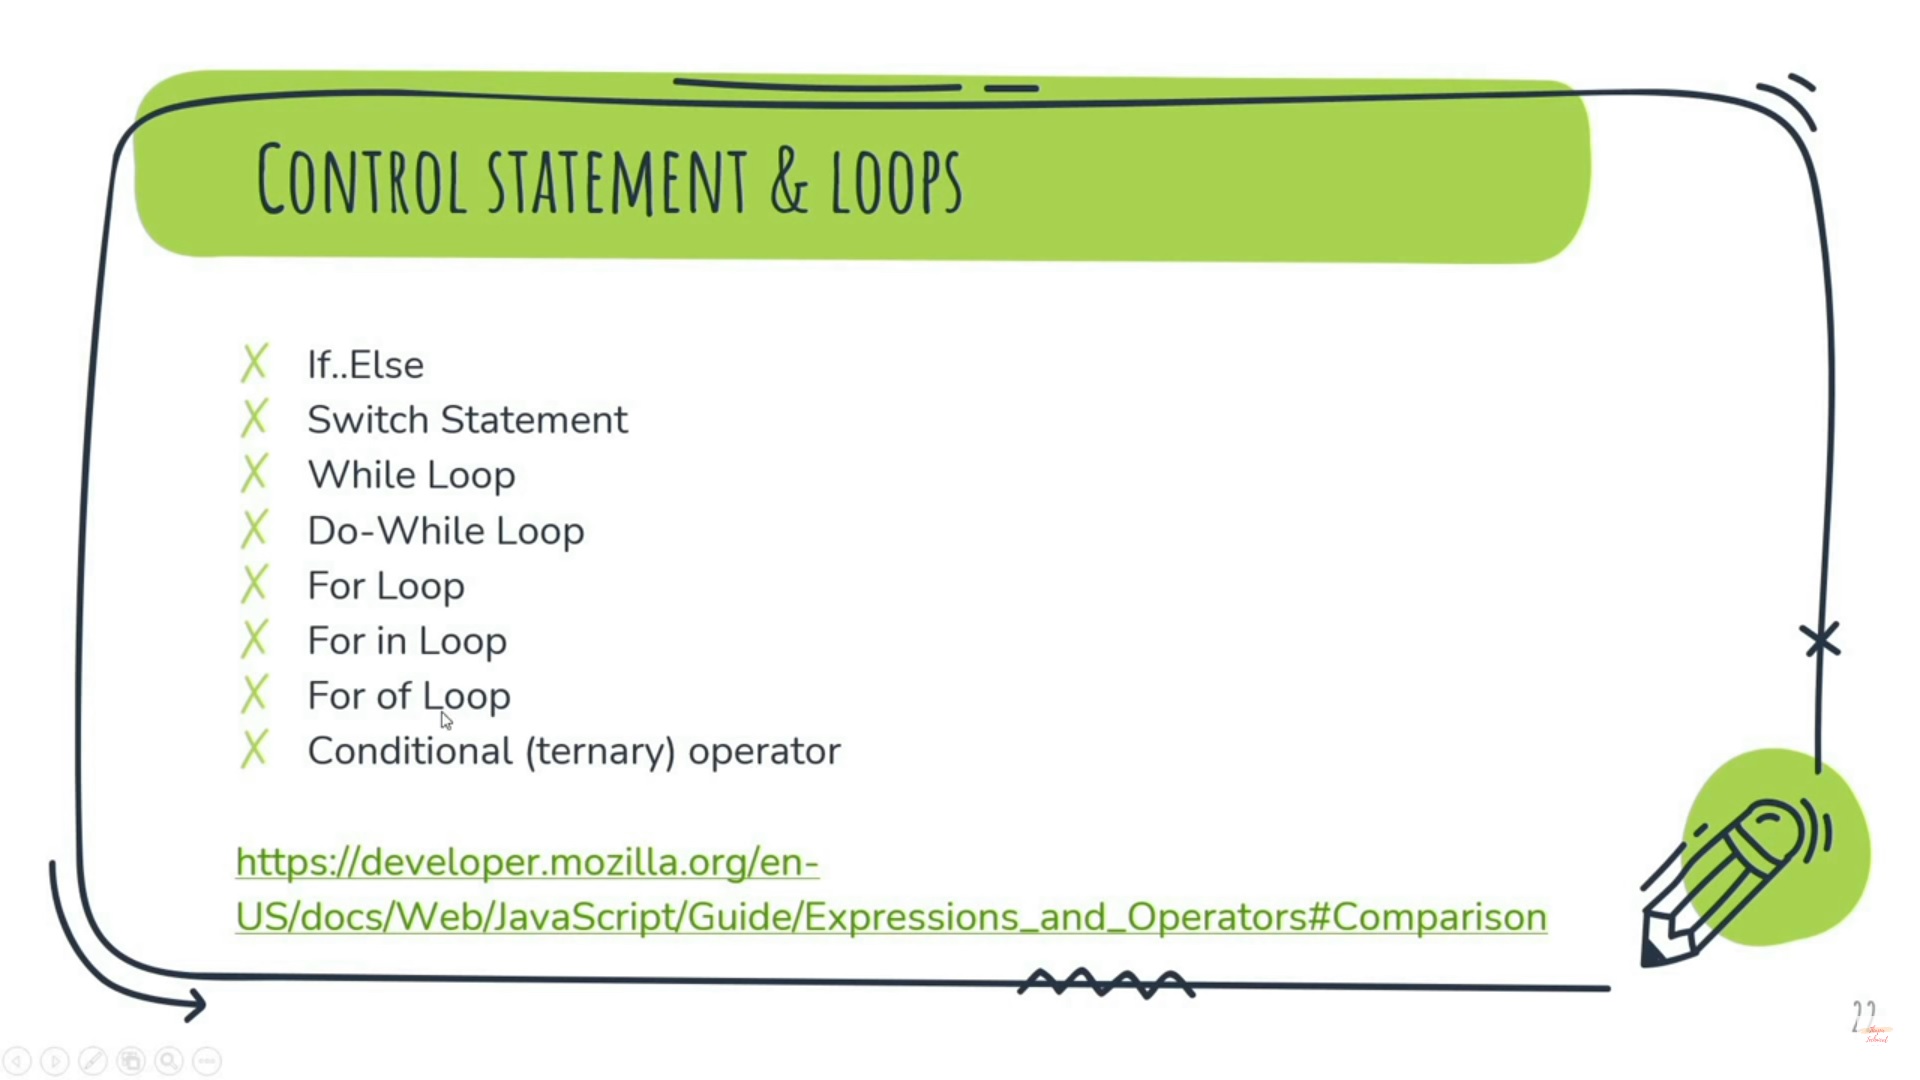 Control statement & loops
If..Else
Switch Statement
While Loop
Do-While Loop
For Loop
For in Loop
For of Loop
Conditional (ternary) operator
https://developer.mozilla.org/en-
US/docs/Web/JavaScript/Guide/Expressions_and_Operators#Comparison
22